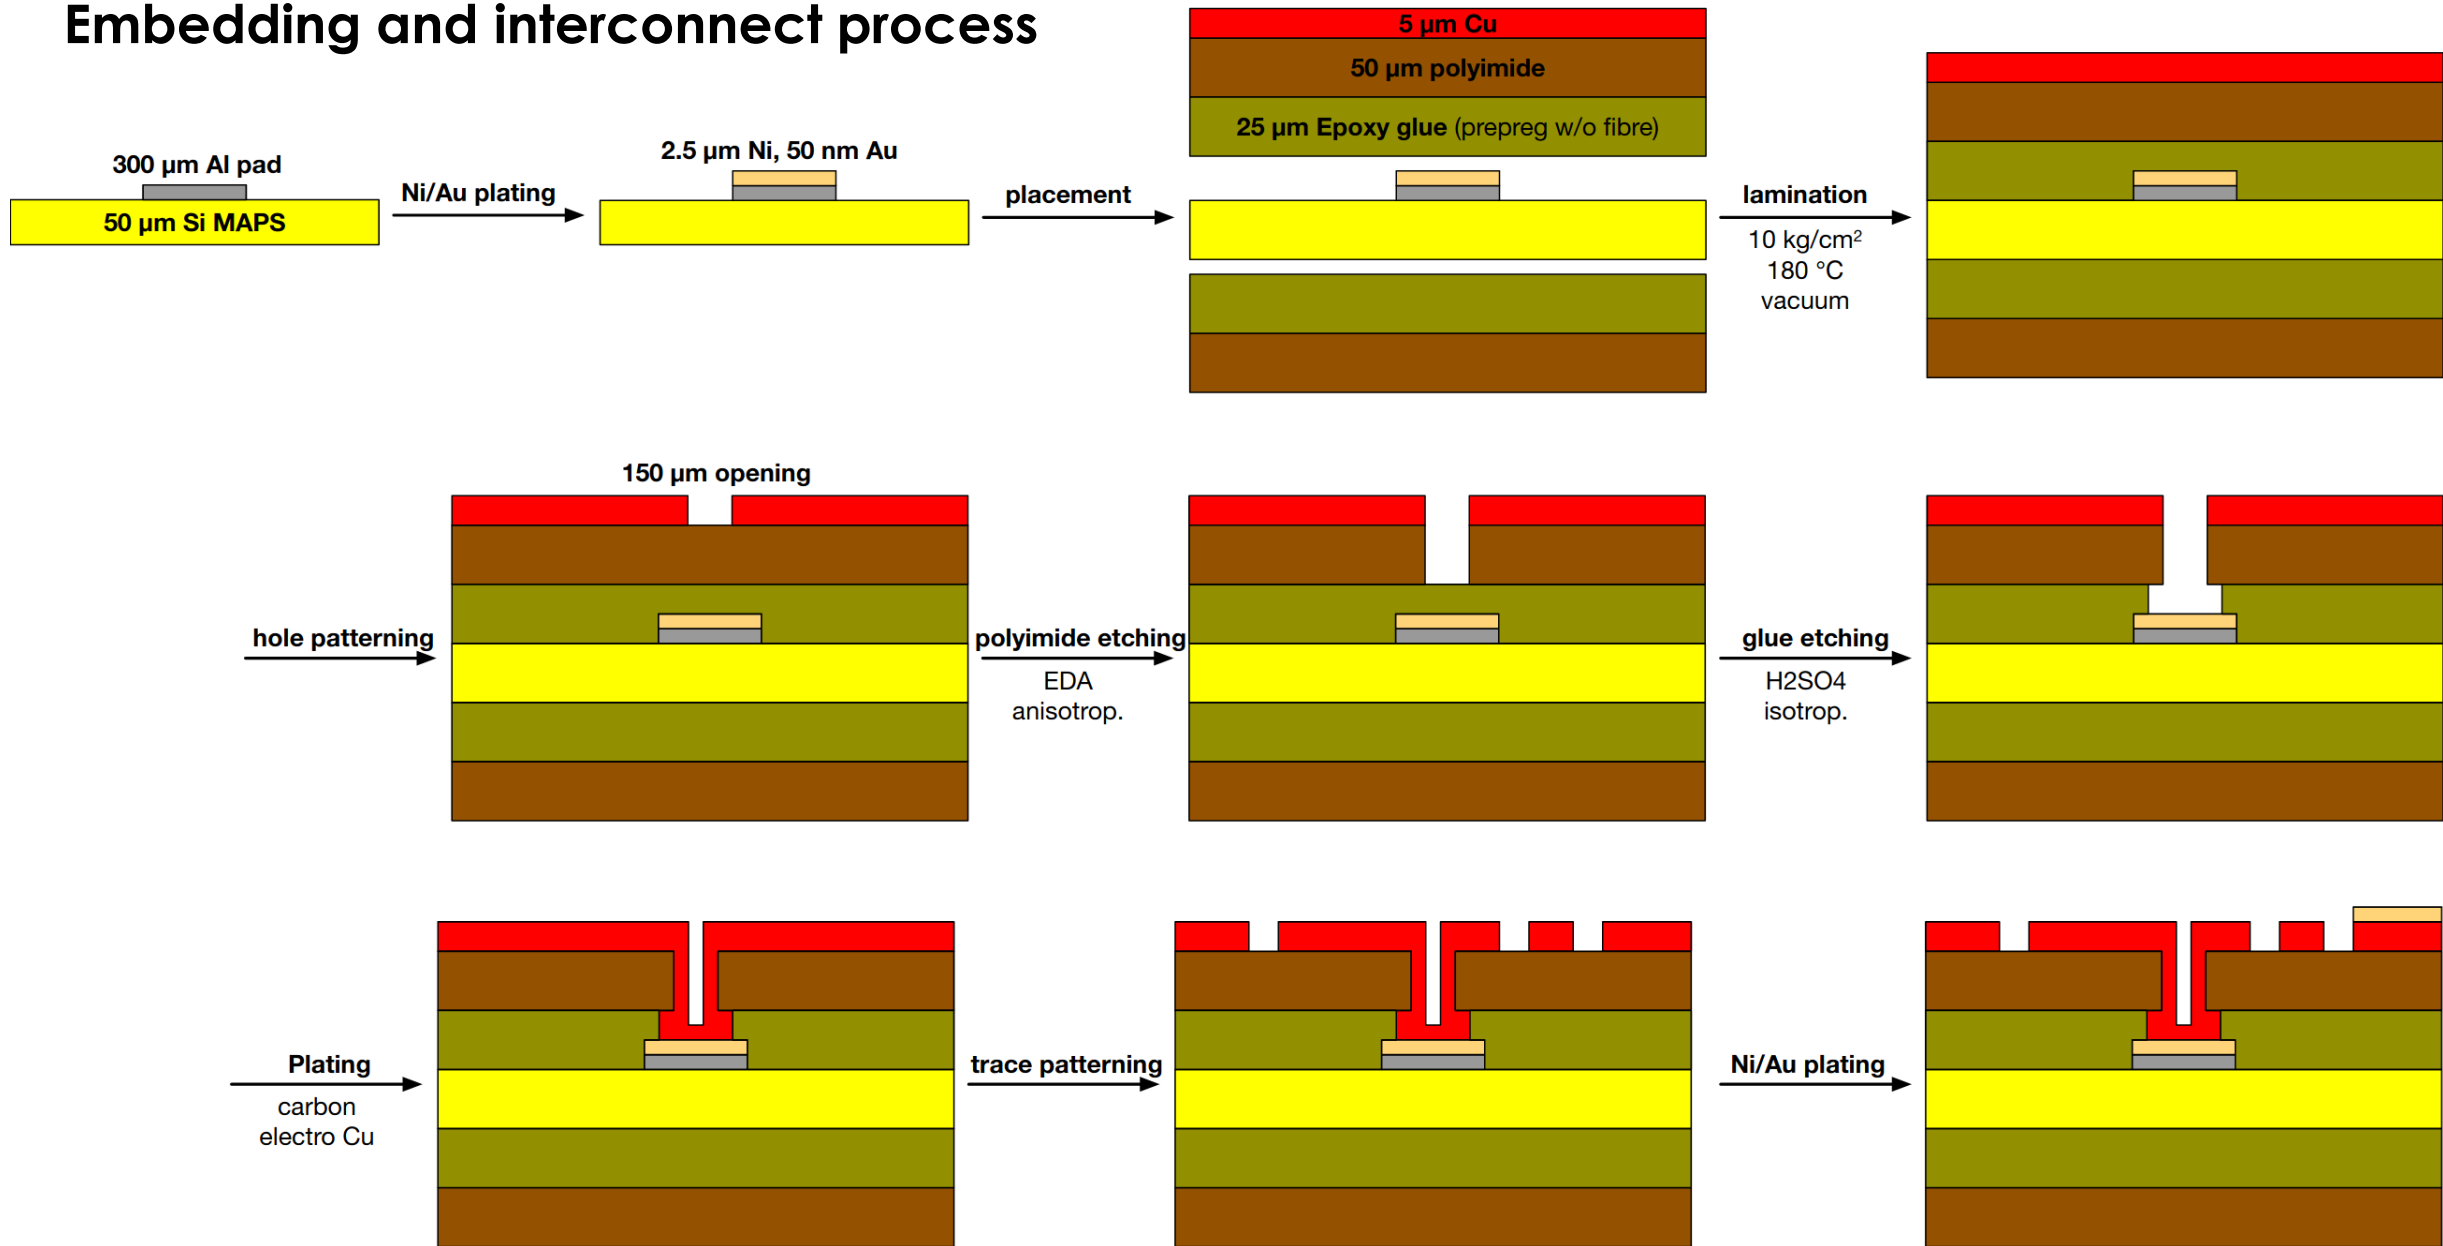 Embedding and interconnect process
300 µm Al pad
50 µm Si MAPS
Ni/Au plating
2.5 µm Ni, 50 nm Au
placement
5 µm Cu
50 µm polyimide
25 µm Epoxy glue (prepreg w/o fibre)
lamination
10 kg/cm²
180 °C
vacuum
hole patterning
150 µm opening
polyimide etching
EDA
anisotrop.
glue etching
H2SO4
isotrop.
Plating
carbon
electro Cu
trace patterning
Ni/Au plating